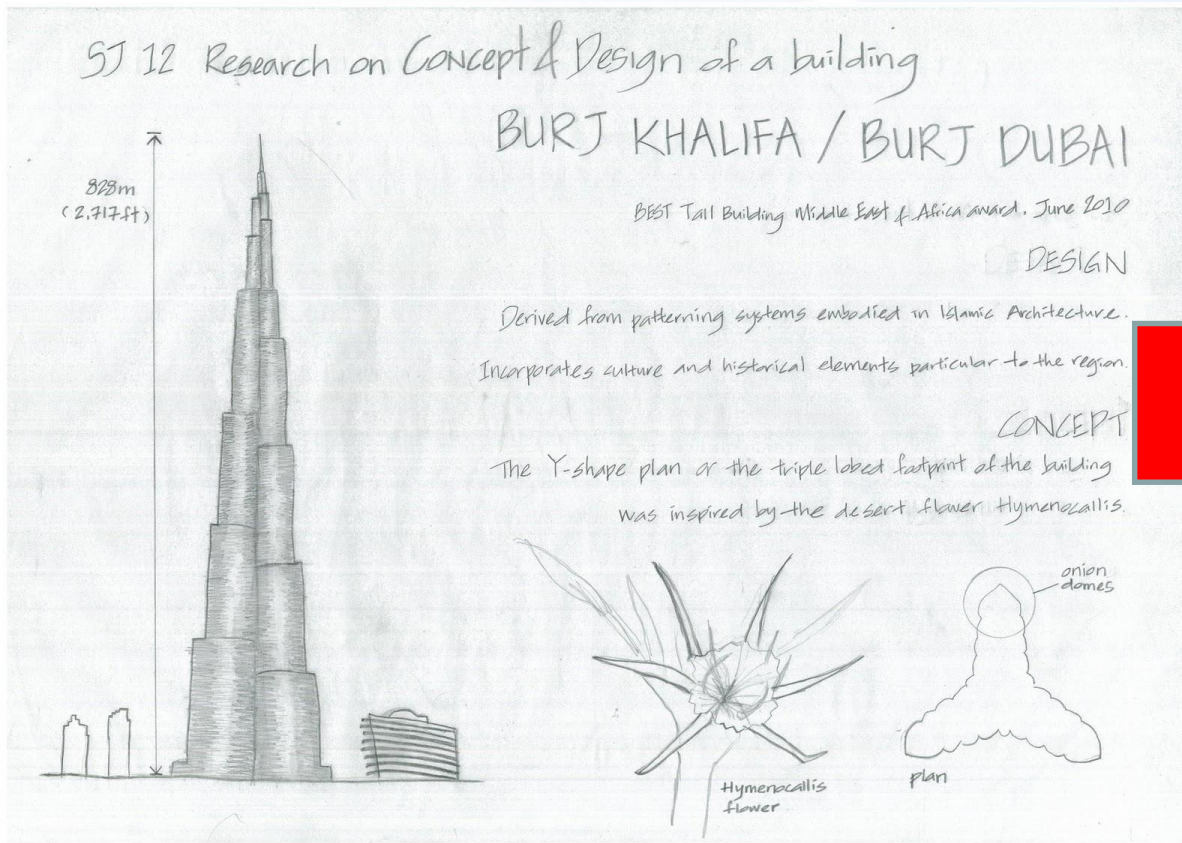 SJ 12 Research on Concept & Design of a building
BURJ KHALIFA / BURJ DUBAI
828m
(2,717ft)
BEST Tall Building Middle East & Africa award. June 2010
DESIGN
Derived from patterning systems embodied in Islamic Architecture.
Incorporates culture and historical elements particular to the region.
CONCEPT
The Y-shape plan or the triple lobed footprint of the building
was inspired by the desert flower Hymenocallis.
onion
domes
plan
Hymenocallis
flower